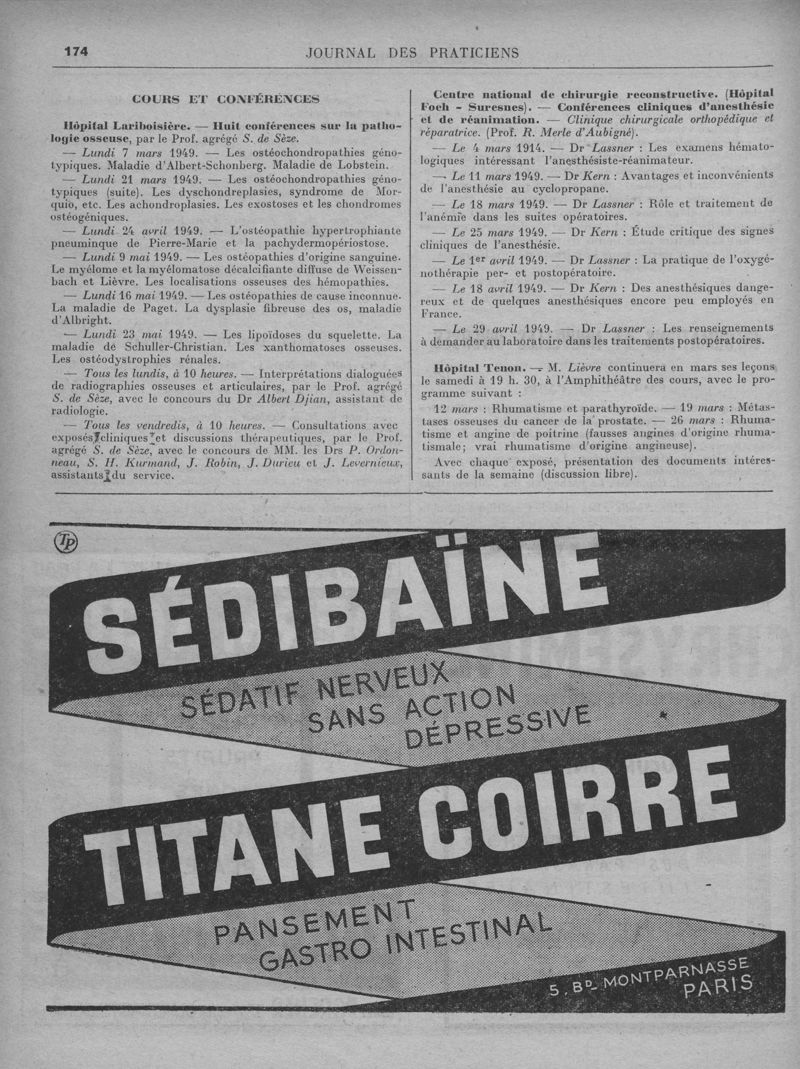 174
JOURNAL DES PRATICIENS
COURS ET CONFÉRENCES
Hôpital Lariboisière. — Huit conférences sur la patho-
logie osseuse, par le Prof. agrégé S. de Sèze.
— Lundi 7 mars 1949. — Les ostéochondropathies géno-
typiques. Maladie d'Albert-Schonberg. Maladie de Lobstein.
— Lundi 21 mars 1949. — Les ostéochondropathies géno-
typiques (suite). Les dyschondreplasies, syndrome de Mor-
quio, etc. Les achondroplasies. Les exostoses et les chondromes
ostéogéniques.
— Lundi 24 avril 1949. — L'ostéopathie hypertrophiante
pneuminque de Pierre-Marie et la pachydermopériostose.
— Lundi 9 mai 1949. — Les ostéopathies d'origine sanguine.
Le myélome et la myélomatose décalcifiante diffuse de Weissen-
bach et Lièvre. Les localisations osseuses des hémopathies.
— Lundi 16 mai 1949. — Les ostéopathies de cause inconnue.
La maladie de Paget. La dysplasie fibreuse des os, maladie
d'Albright.
— Lundi 23 mai 1949. — Les lipoïdoses du squelette. La
maladie dé Schuller-Christian. Les xanthomatoses osseuses.
Les ostéodystrophies rénales.
— Tous les lundis, à 10 heures. — Interprétations dialoguées
de radiographies osseuses et articulaires, par le Prof. agrégé
S. de Sèze, avec le concours du Dr Albert Djian, assistant de
radiologie.
— Tous les vendredis, à 10 heures. — Consultations avec
exposés cliniques et discussions thérapeutiques, par le Prof.
agrégé S. de Sèze, avec le concours de MM. les Drs P. Ordon-
neau, S. H. Kurmand, J. Robin, J. Durieu et J. Levernieux,
assistants du service.
Centre national de chirurgie reconstructive. (Hôpital
Foch - Suresnes). — Conférences cliniques d'anesthésie
et de réanimation. — Clinique chirurgicale orthopédique et
réparatrice. (Prof. R. Merle d'Aubigné).
— Le 4 mars 1914. — Dr Lassner : Les examens hémato-
logiques intéressant l'anesthésiste-réanimateur.
— Le 11 mars 1949. — Dr Kern : Avantages et inconvénients
de l'anesthésie au cyclopropane.
— Le 18 mars 1949. — Dr Lassner : Rôle et traitement de
l'anémie dans les suites opératoires.
— Le 25 mars 1949. — Dr Kern : Étude critique des signes
cliniques de l'anesthésie.
— Le 1er avril 1949. — Dr Lassner : La pratique de l'oxygé-
nothérapie per- et postopératoire.
— Le 18 avril 1949. — Dr Kern : Des anesthésiques dange-
reux et de quelques anesthésiques encore peu employés en
France.
— Le 29 avril 1949. — Dr Lassner : Les renseignements
à demander au laboratoire dans les traitements postopératoires.
Hôpital Tenon. — M. Lièvre continuera en mars ses leçons
le samedi à 19 h. 30, à l'Amphithéâtre des cours, avec le pro-
gramme suivant :
12 mars : Rhumatisme et parathyroïde. — 19 mars : Métas-
tases osseuses du cancer de la prostate. — 26 mars : Rhuma-
tisme et angine de poitrine (fausses angines d'origine rhuma-
tismale; vrai rhumatisme d'origine angineuse).
Avec chaque exposé, présentation des documents intéres-
sants de la semaine (discussion libre).
TP
SÉDIBAÏNE
SÉDATIF NERVEUX
SANS ACTION
DÉPRESSIVE
TITANE COIRRE
PANSEMENT
GASTRO INTESTINAL
5, BD MONTPARNASSE
PARIS